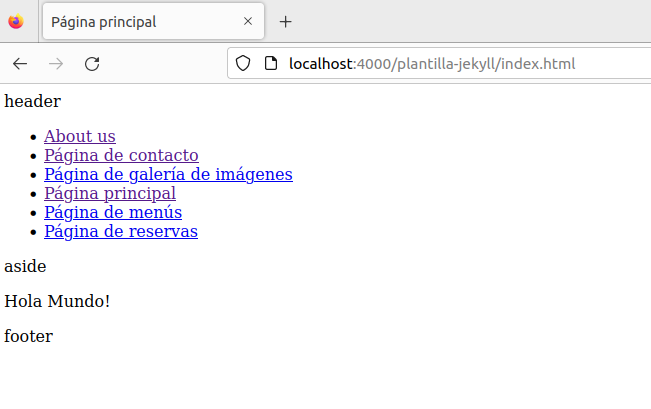 Página principal
localhost:4000/plantilla-jekyll/index.html
header
About us
Página de contacto
Página de galería de imágenes
Página principal
Página de menús
Página de reservas
aside
Hola Mundo!
footer